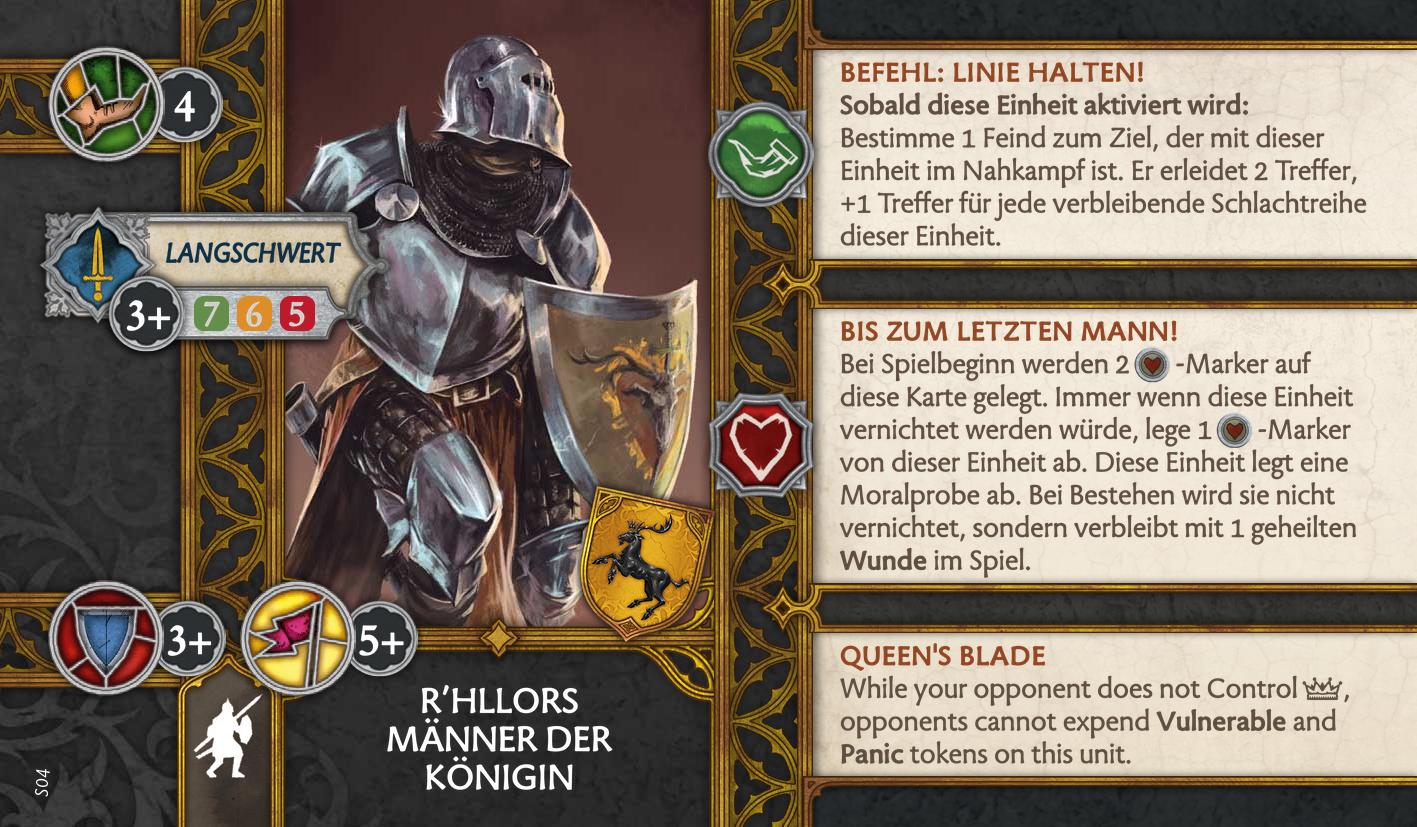 4
LANGSCHWERT
3+ 7 6 5
3+ 5+
R'HLLORS
MÄNNER DER
KÖNIGIN
S04
BEFEHL: LINIE HALTEN!
Sobald diese Einheit aktiviert wird:
Bestimme 1 Feind zum Ziel, der mit dieser
Einheit im Nahkampf ist. Er erleidet 2 Treffer,
+1 Treffer für jede verbleibende Schlachtreihe
dieser Einheit.
BIS ZUM LETZTEN MANN!
Bei Spielbeginn werden 2 -Marker auf
diese Karte gelegt. Immer wenn diese Einheit
vernichtet werden würde, lege 1 -Marker
von dieser Einheit ab. Diese Einheit legt eine
Moralprobe ab. Bei Bestehen wird sie nicht
vernichtet, sondern verbleibt mit 1 geheilten
Wunde im Spiel.
QUEEN'S BLADE
While your opponent does not Control ,
opponents cannot expend Vulnerable and
Panic tokens on this unit.